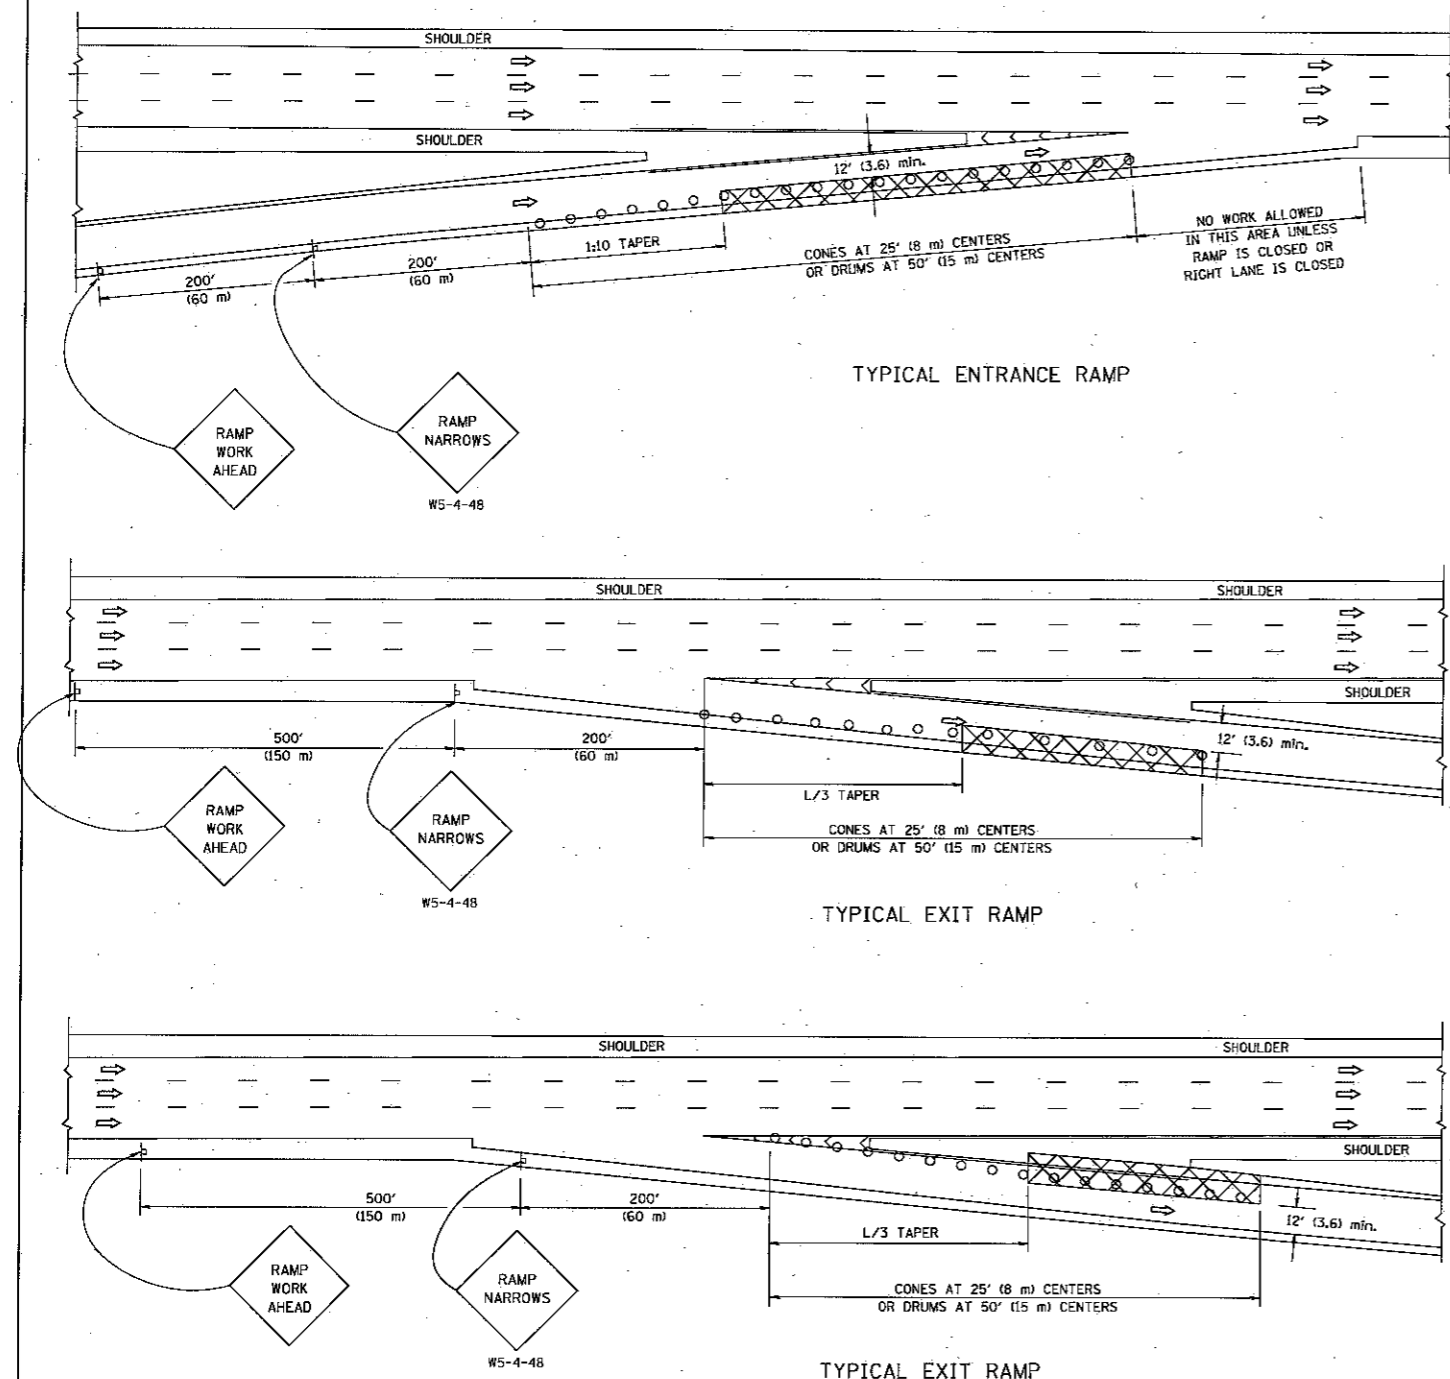 SHOULDER
SHOULDER
12' (3.6) min.
1:10 TAPER
200'
(60 m)
200'
(60 m)
CONES AT 25' (8 m) CENTERS
OR DRUMS AT 50' (15 m) CENTERS
NO WORK ALLOWED
IN THIS AREA UNLESS
RAMP IS CLOSED OR
RIGHT LANE IS CLOSED
TYPICAL ENTRANCE RAMP
RAMP
WORK
AHEAD
RAMP
NARROWS
W5-4-48
SHOULDER
SHOULDER
SHOULDER
500'
(150 m)
200'
(60 m)
12' (3.6) min.
L/3 TAPER
CONES AT 25' (8 m) CENTERS
OR DRUMS AT 50' (15 m) CENTERS
RAMP
WORK
AHEAD
RAMP
NARROWS
W5-4-48
TYPICAL EXIT RAMP
SHOULDER
SHOULDER
SHOULDER
500'
(150 m)
200'
(60 m)
12' (3.6) min.
L/3 TAPER
CONES AT 25' (8 m) CENTERS
OR DRUMS AT 50' (15 m) CENTERS
RAMP
WORK
AHEAD
RAMP
NARROWS
W5-4-48
TYPICAL EXIT RAMP